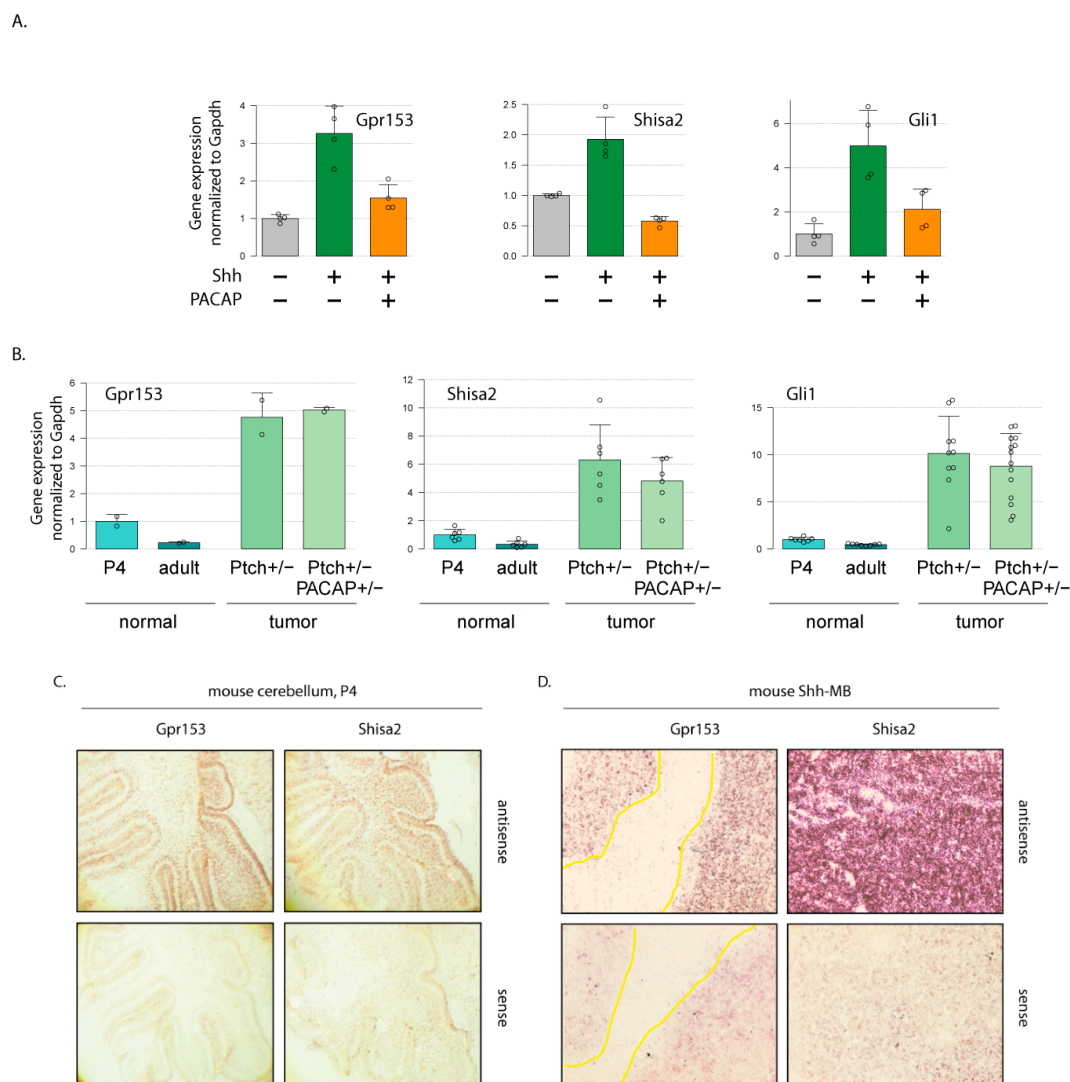 A.
Gene expression
normalized to Gapdh
4
3
2
1
0
Gpr153
2.5
2.0
1.5
1.0
0.5
0.0
Shisa2
6
4
2
0
Gli1
Shh − + + − + + − + +
PACAP − − + − − + − − +
B.
Gene expression
normalized to Gapdh
6
5
4
3
2
1
0
Gpr153
P4 adult Ptch+/− Ptch+/−
PACAP+/−
normal tumor
12
10
8
6
4
2
0
Shisa2
P4 adult Ptch+/− Ptch+/−
PACAP+/−
normal tumor
15
10
5
0
Gli1
P4 adult Ptch+/− Ptch+/−
PACAP+/−
normal tumor
C.
mouse cerebellum, P4
Gpr153 Shisa2
antisense
sense
D.
mouse Shh-MB
Gpr153 Shisa2
antisense
sense